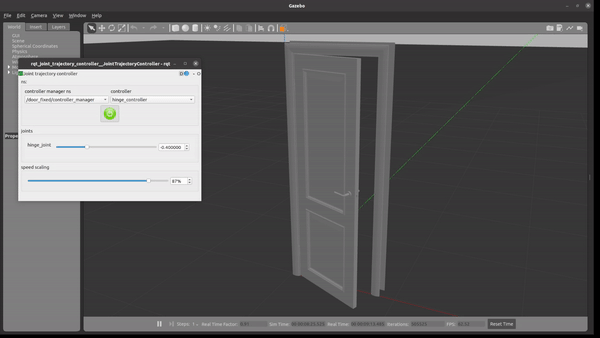 Gazebo
File Edit Camera View Window Help
World Insert Layers
GUI
Scene
Spherical Coordinates
Physics
rqt_joint_trajectory_controller__JointTrajectoryController - rqt
Joint trajectory controller
controller manager ns controller
/door_fixed/controller_manager hinge_controller
joints
hinge_joint -0.400000
speed scaling
87%
Real Time Factor: Sim Time: Real Time: Iterations: FPS: Reset Time